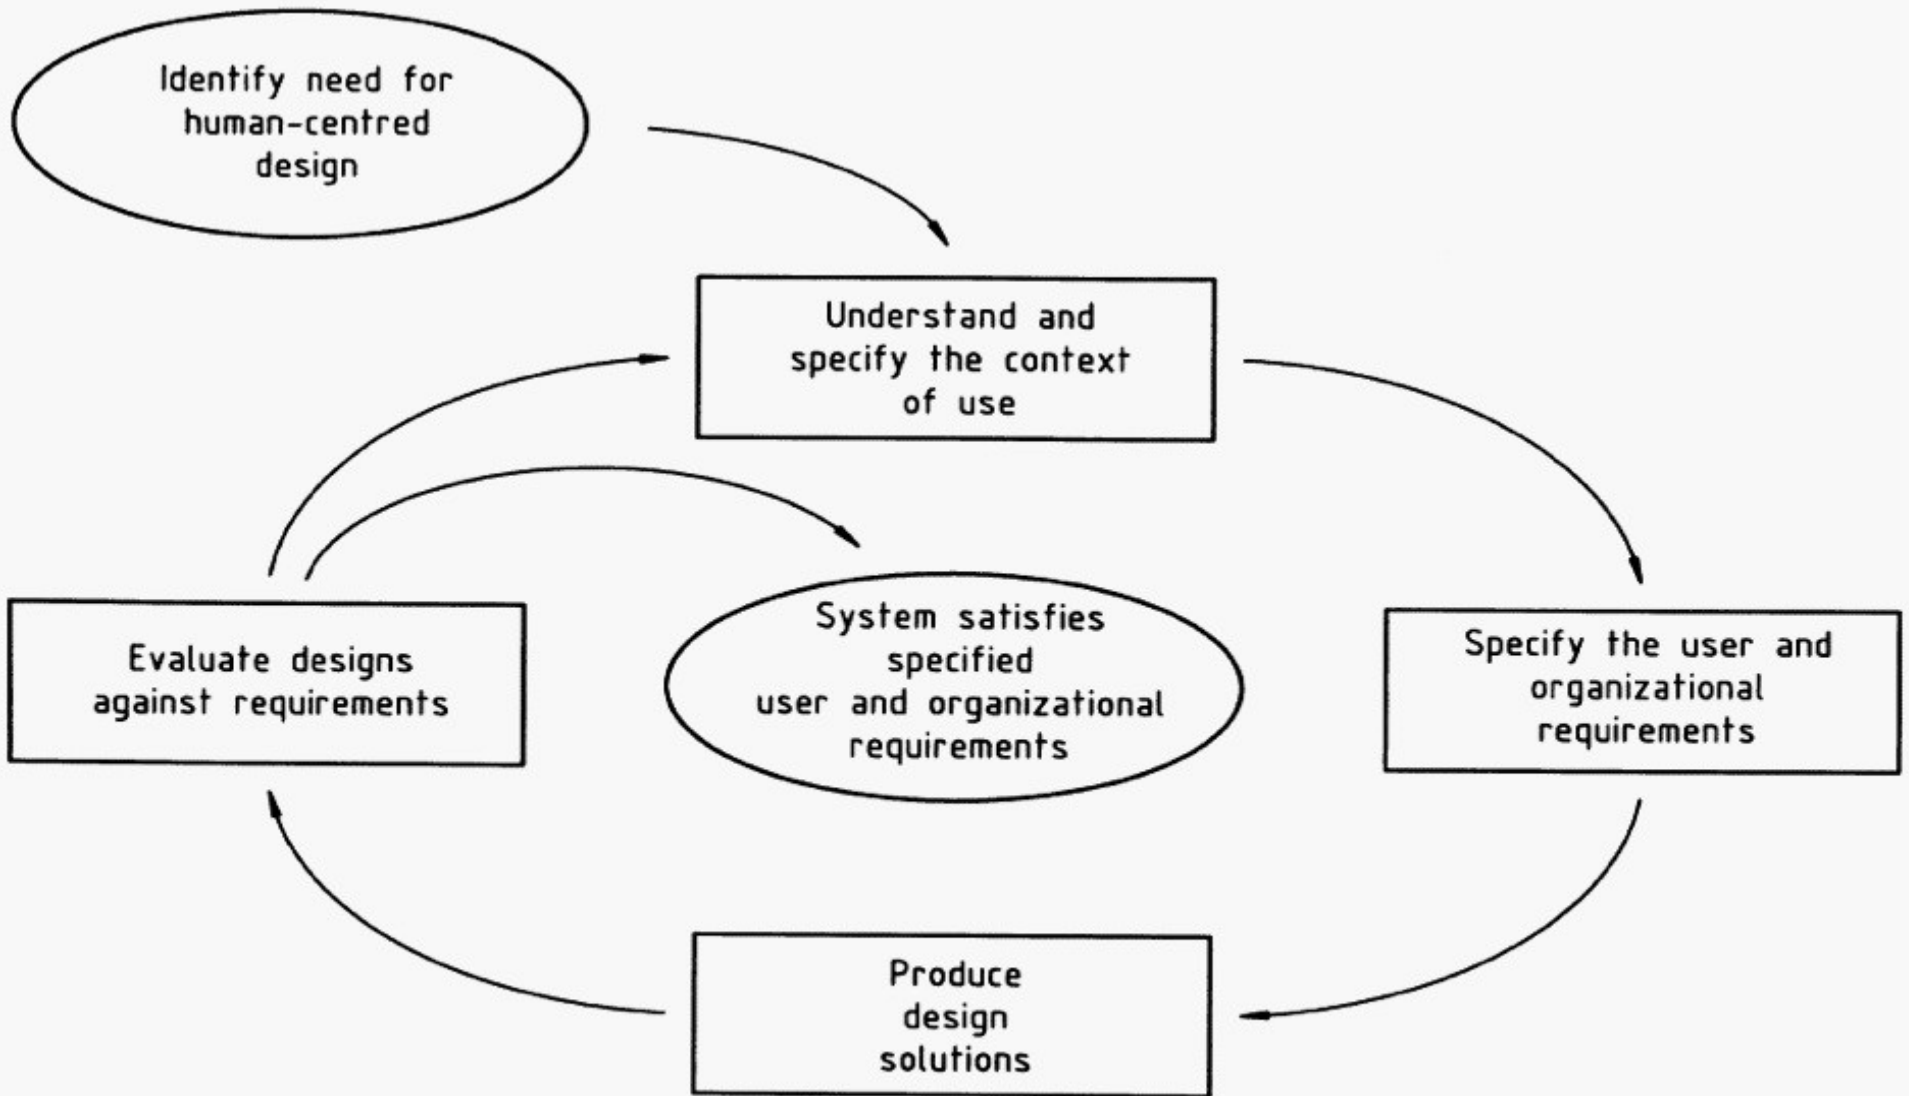 Identify need for
human-centred
design
Understand and
specify the context
of use
Evaluate designs
against requirements
System satisfies
specified
user and organizational
requirements
Specify the user and
organizational
requirements
Produce
design
solutions